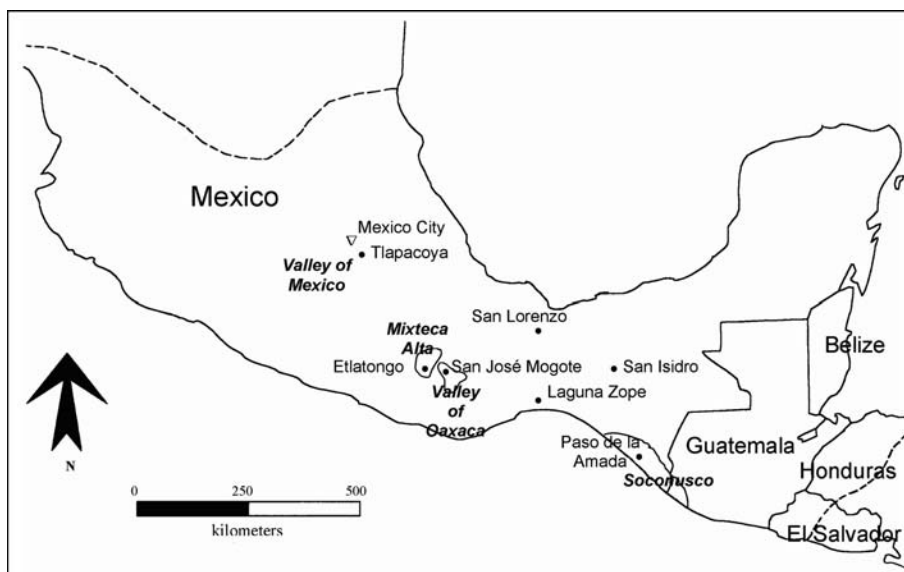 Mexico
Mexico City
Tlapacoya
Valley of
Mexico
San Lorenzo
Mixteca
Alta
Belize
Etlatongo
San José Mogote
San Isidro
Valley
of
Oaxaca
Laguna Zope
Paso de la
Amada
Guatemala
Soconusco
Honduras
El Salvador
N
0
250
500
kilometers